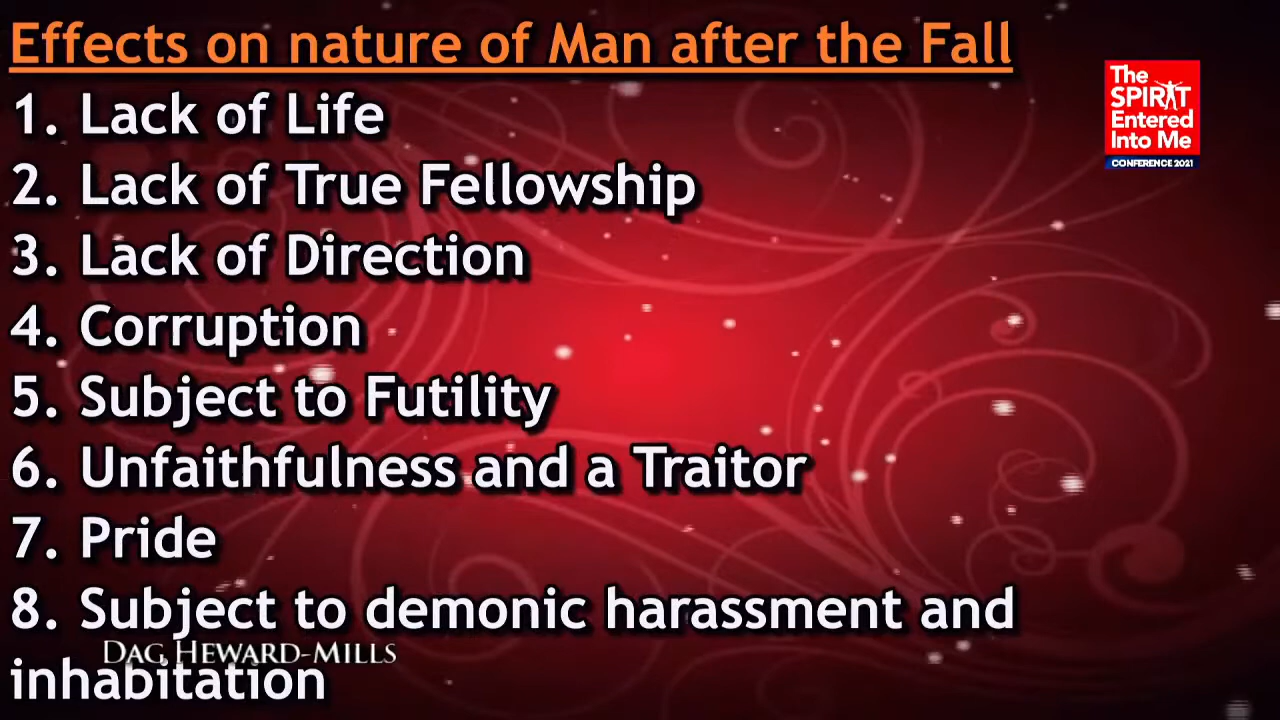 Effects on nature of Man after the Fall
1. Lack of Life
2. Lack of True Fellowship
3. Lack of Direction
4. Corruption
5. Subject to Futility
6. Unfaithfulness and a Traitor
7. Pride
8. Subject to demonic harassment and
inhabitation
DAG HEWARD-MILLS
The
SPIRIT
Entered
Into Me
CONFERENCE 2021